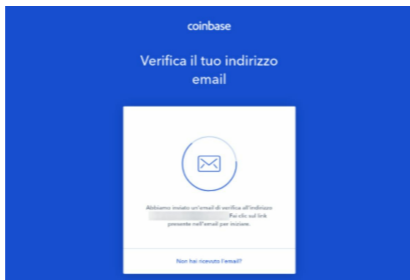 coinbase
Verifica il tuo indirizzo
email
Abbiamo inviato un'email di verifica all'indirizzo
Fai clic sul link
presente nell'email per iniziare.
Non hai ricevuto l'email?